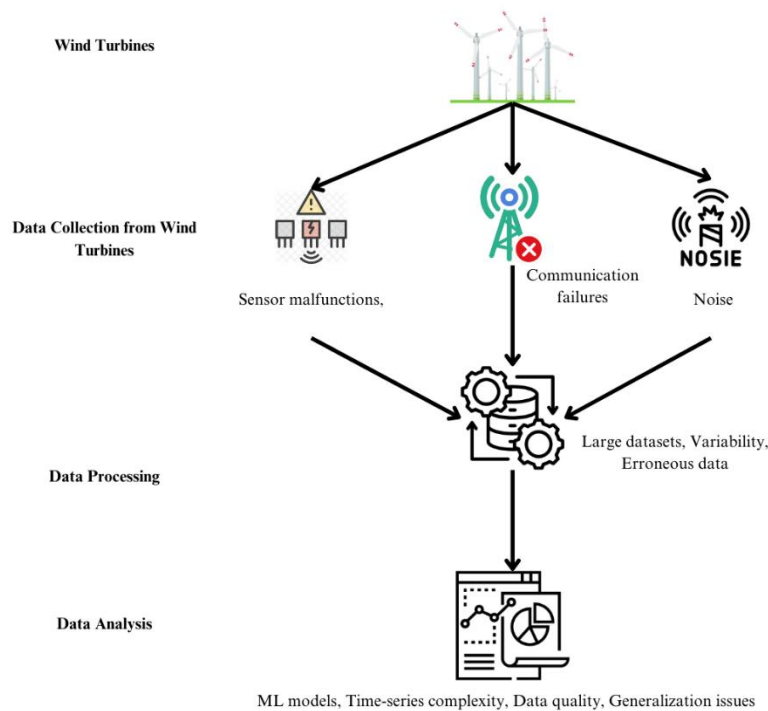 Wind Turbines
Data Collection from Wind
Turbines
NOSIE
Sensor malfunctions,
Communication
failures
Noise
Large datasets, Variability,
Erroneous data
Data Processing
Data Analysis
ML models, Time-series complexity, Data quality, Generalization issues